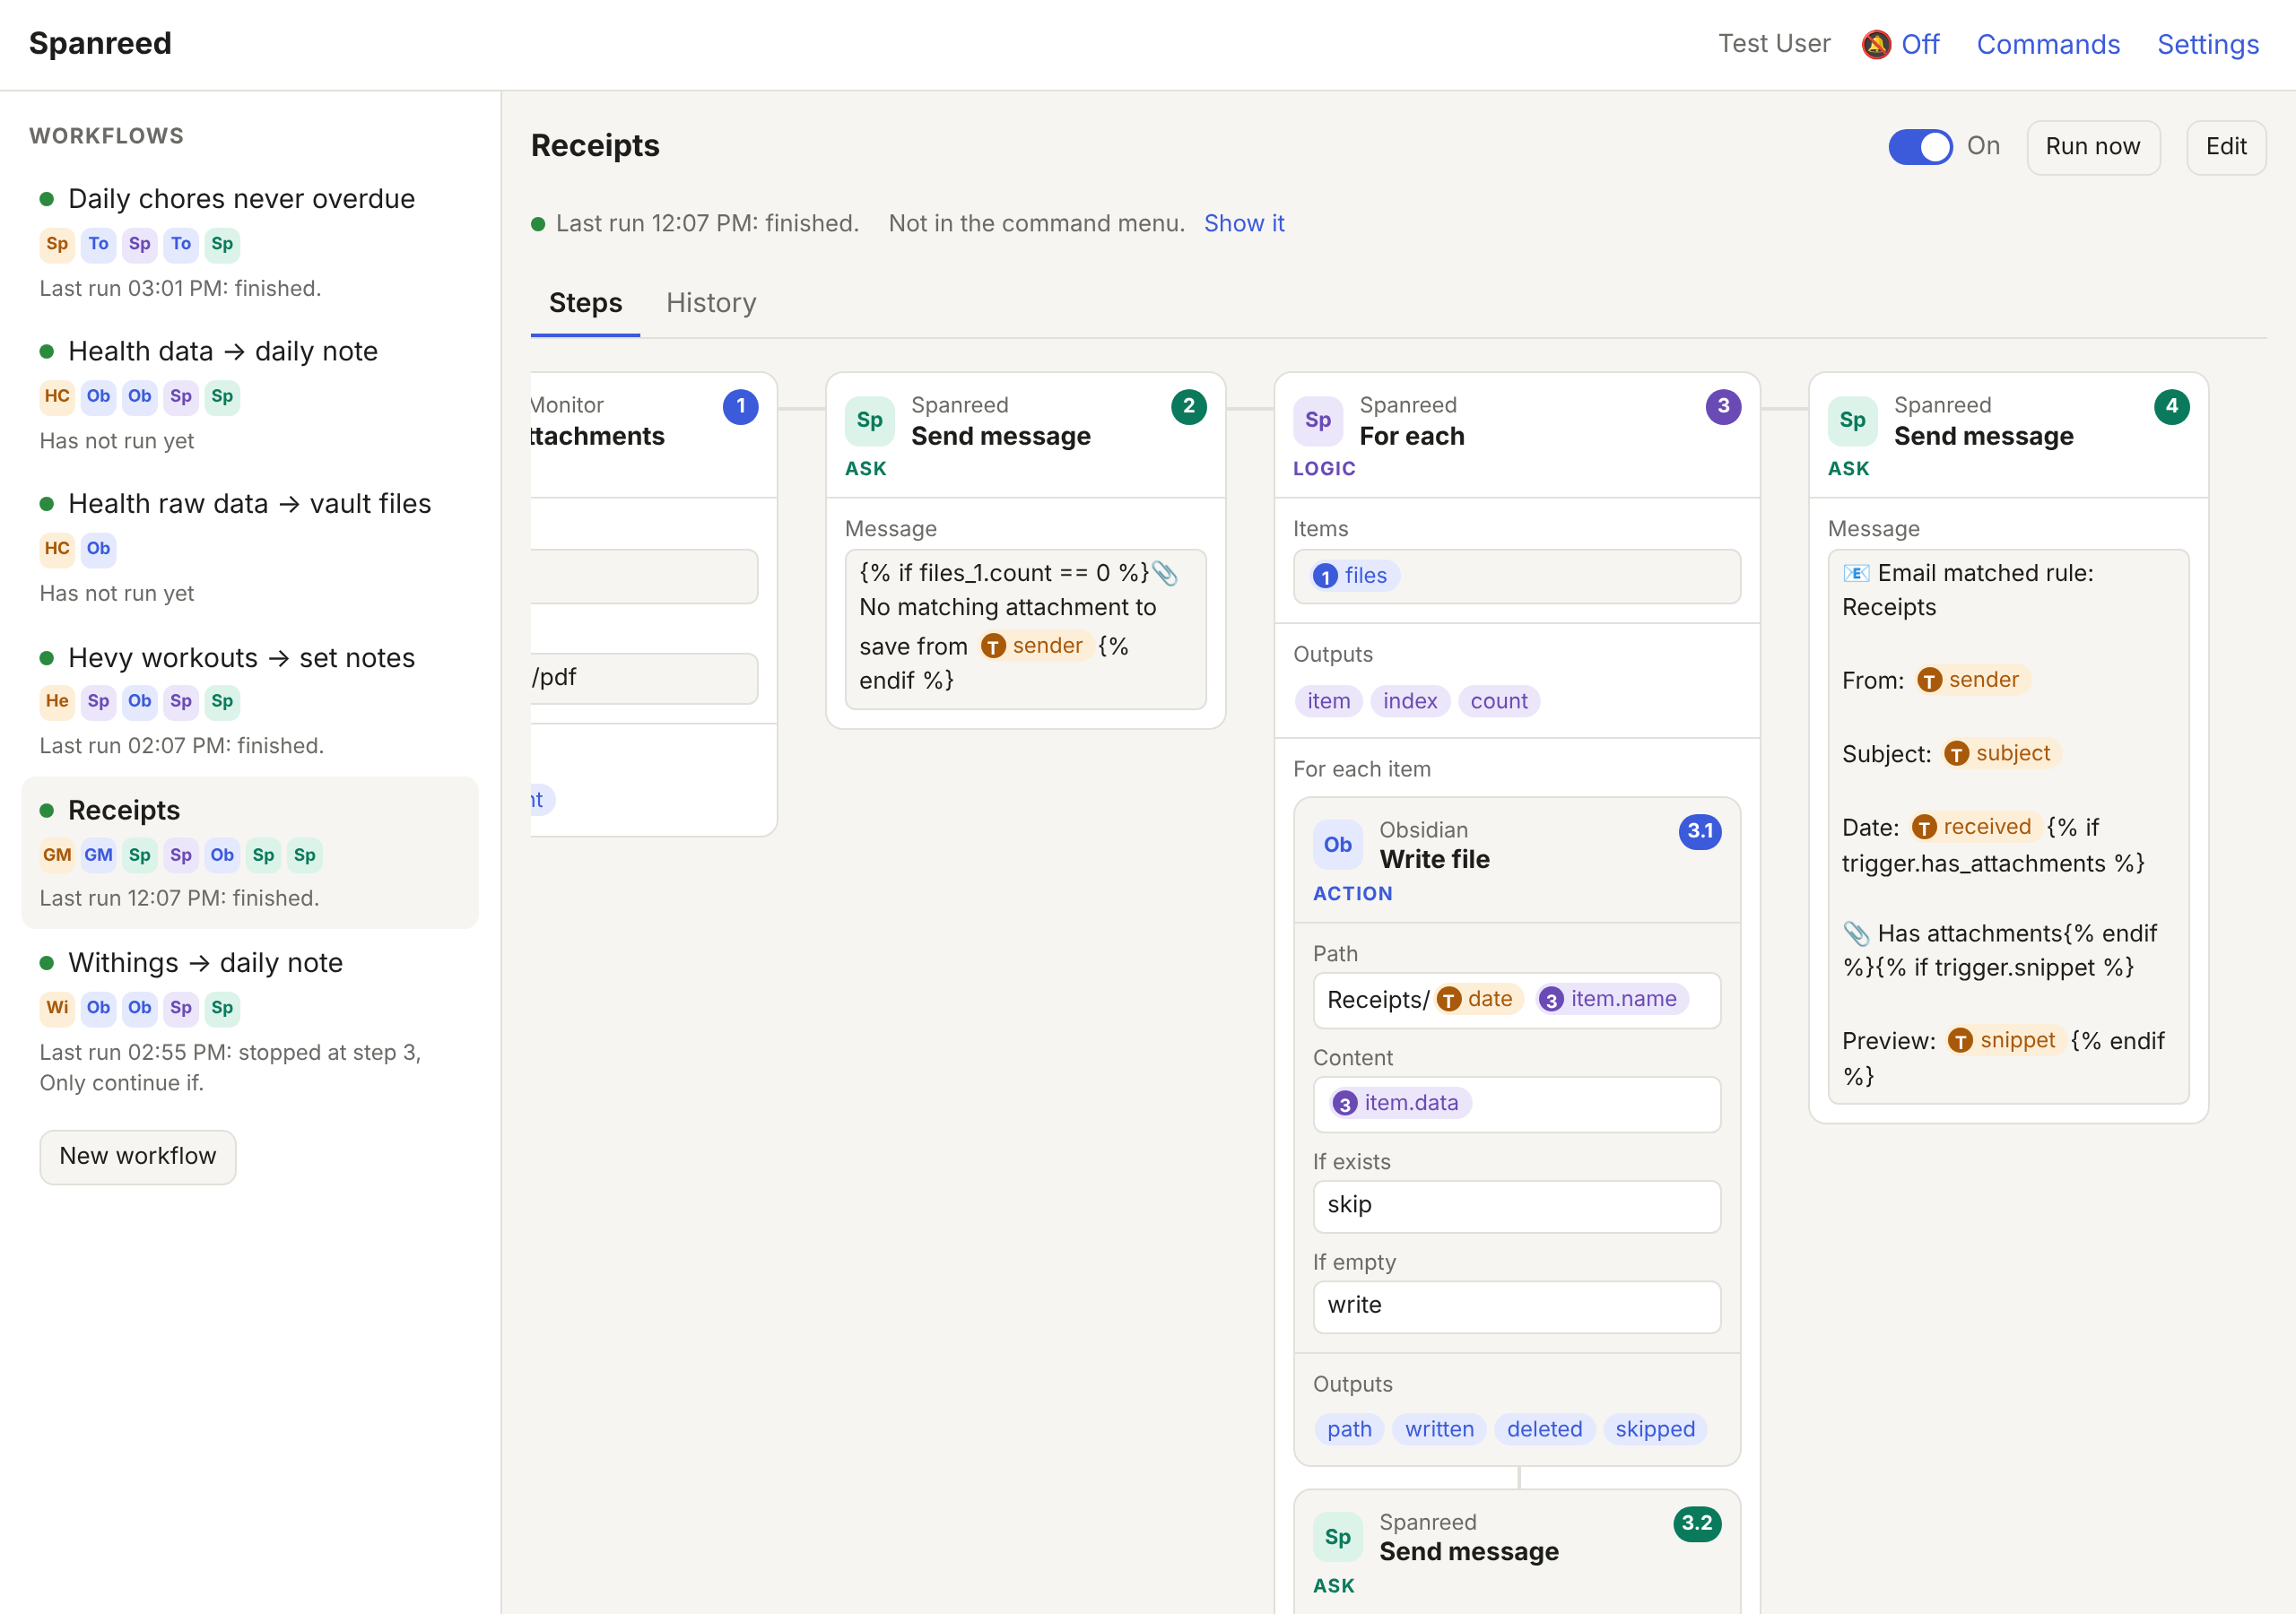 Spanreed
Test User
Off
Commands
Settings
WORKFLOWS
Daily chores never overdue
Sp To Sp To Sp
Last run 03:01 PM: finished.
Health data → daily note
HC Ob Ob Sp Sp
Has not run yet
Health raw data → vault files
HC Ob
Has not run yet
Hevy workouts → set notes
He Sp Ob Sp Sp
Last run 02:07 PM: finished.
Receipts
GM GM Sp Sp Ob Sp Sp
Last run 12:07 PM: finished.
Withings → daily note
Wi Ob Ob Sp Sp
Last run 02:55 PM: stopped at step 3,
Only continue if.
New workflow
Receipts
On
Run now
Edit
Last run 12:07 PM: finished.
Not in the command menu.
Show it
Steps
History
Monitor
ttachments
1
/pdf
nt
Sp
Spanreed
Send message
2
ASK
Message
{% if files_1.count == 0 %}📎
No matching attachment to
save from T sender {%
endif %}
Sp
Spanreed
For each
3
LOGIC
Items
1 files
Outputs
item index count
For each item
Ob
Obsidian
Write file
3.1
ACTION
Path
Receipts/ T date 3 item.name
Content
3 item.data
If exists
skip
If empty
write
Outputs
path written deleted skipped
Sp
Spanreed
Send message
3.2
ASK
Sp
Spanreed
Send message
4
ASK
Message
📧 Email matched rule:
Receipts
From: T sender
Subject: T subject
Date: T received {% if
trigger.has_attachments %}
📎 Has attachments{% endif
%}{% if trigger.snippet %}
Preview: T snippet {% endif
%}